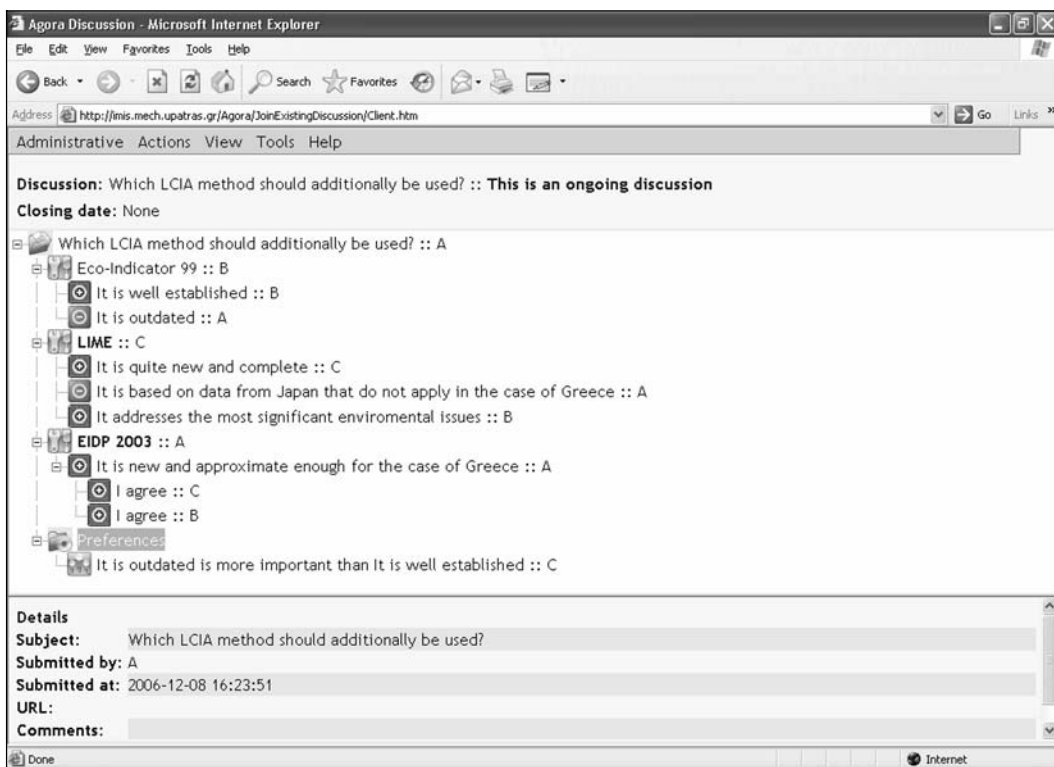 Agora Discussion - Microsoft Internet Explorer
File Edit View Favorites Tools Help
Back Search Favorites
Address http://imis.mech.upatras.gr/Agora/JoinExistingDiscussion/Client.htm Go Links »
Administrative Actions View Tools Help
Discussion: Which LCIA method should additionally be used? :: This is an ongoing discussion
Closing date: None
Which LCIA method should additionally be used? :: A
Eco-Indicator 99 :: B
It is well established :: B
It is outdated :: A
LIME :: C
It is quite new and complete :: C
It is based on data from Japan that do not apply in the case of Greece :: A
It addresses the most significant enviromental issues :: B
EIDP 2003 :: A
It is new and approximate enough for the case of Greece :: A
I agree :: C
I agree :: B
Preferences
It is outdated is more important than It is well established :: C
Details
Subject: Which LCIA method should additionally be used?
Submitted by: A
Submitted at: 2006-12-08 16:23:51
URL:
Comments:
Done Internet